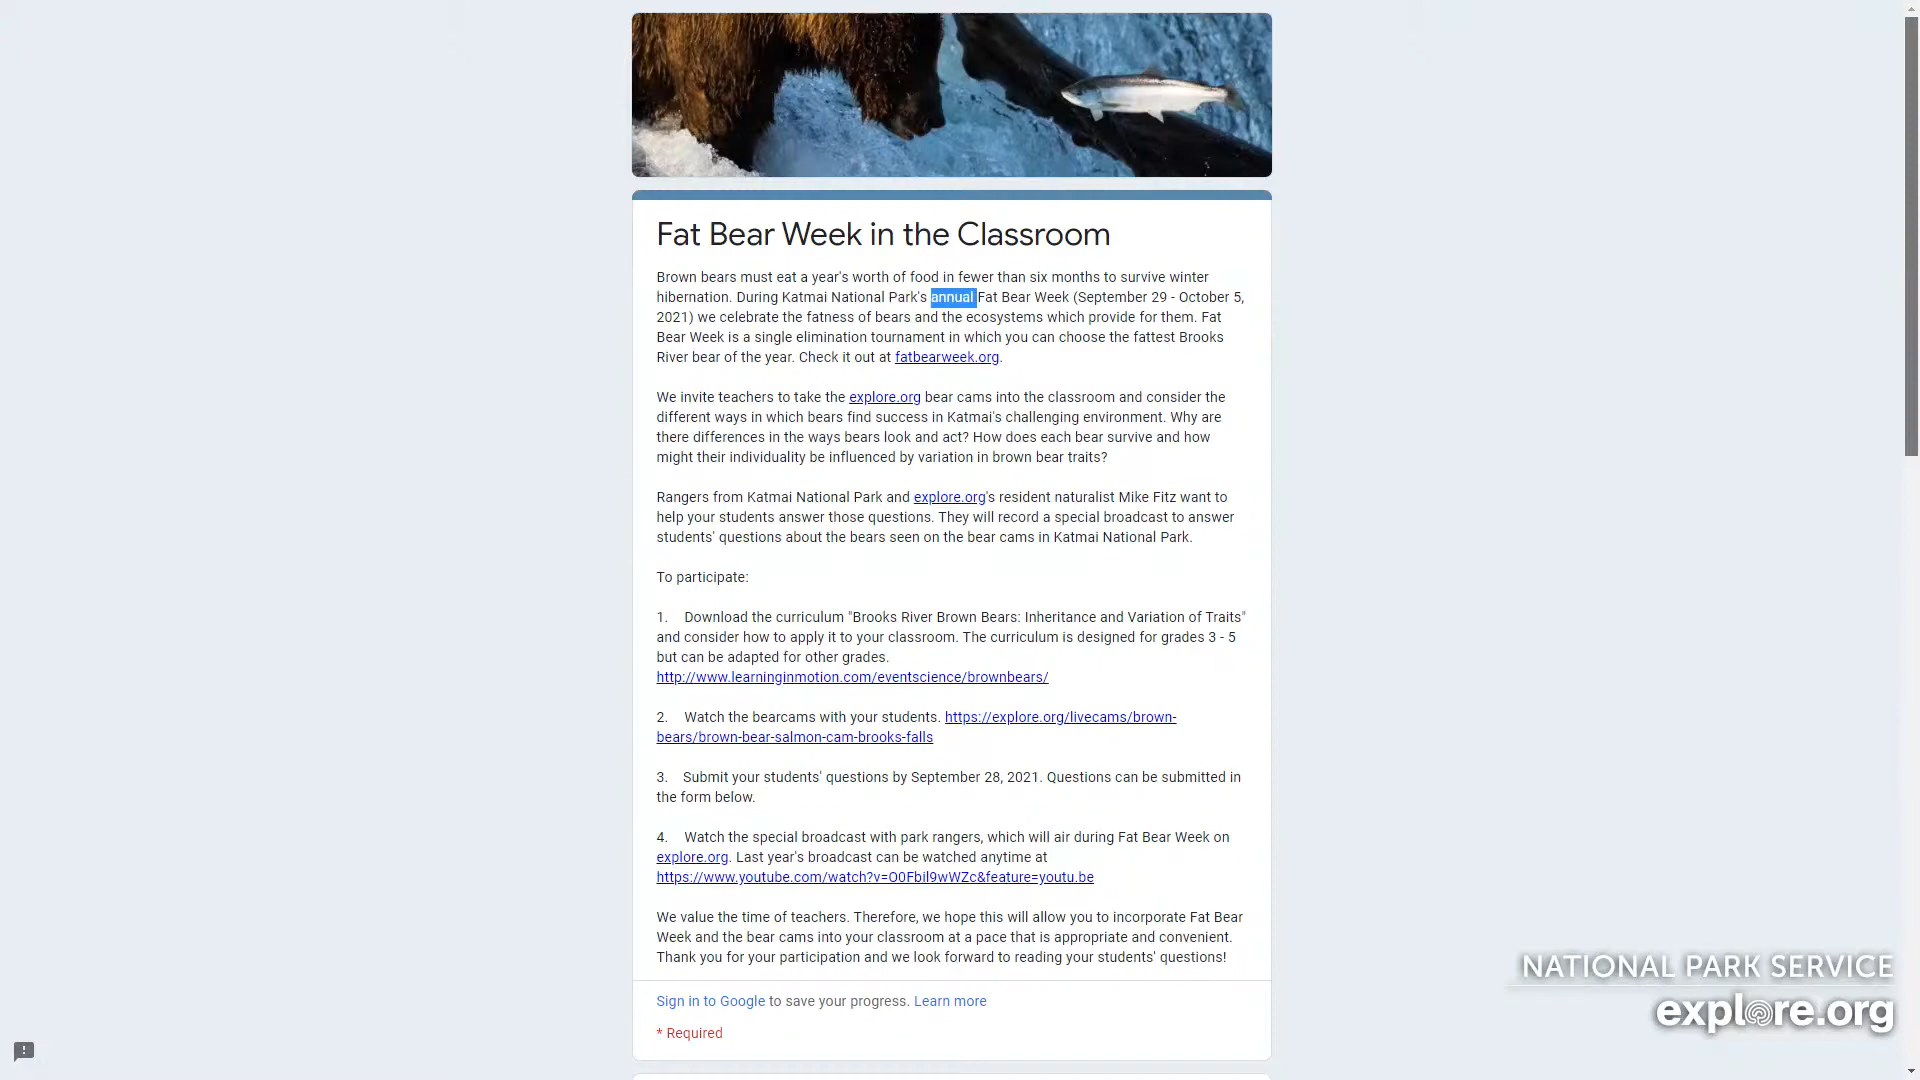 Fat Bear Week in the Classroom
Brown bears must eat a year's worth of food in fewer than six months to survive winter
hibernation. During Katmai National Park's annual Fat Bear Week (September 29 - October 5,
2021) we celebrate the fatness of bears and the ecosystems which provide for them. Fat
Bear Week is a single elimination tournament in which you can choose the fattest Brooks
River bear of the year. Check it out at fatbearweek.org.
We invite teachers to take the explore.org bear cams into the classroom and consider the
different ways in which bears find success in Katmai's challenging environment. Why are
there differences in the ways bears look and act? How does each bear survive and how
might their individuality be influenced by variation in brown bear traits?
Rangers from Katmai National Park and explore.org's resident naturalist Mike Fitz want to
help your students answer those questions. They will record a special broadcast to answer
students' questions about the bears seen on the bear cams in Katmai National Park.
To participate:
1. Download the curriculum "Brooks River Brown Bears: Inheritance and Variation of Traits"
and consider how to apply it to your classroom. The curriculum is designed for grades 3 - 5
but can be adapted for other grades.
http://www.learninginmotion.com/eventscience/brownbears/
2. Watch the bearcams with your students. https://explore.org/livecams/brown-
bears/brown-bear-salmon-cam-brooks-falls
3. Submit your students' questions by September 28, 2021. Questions can be submitted in
the form below.
4. Watch the special broadcast with park rangers, which will air during Fat Bear Week on
explore.org. Last year's broadcast can be watched anytime at
https://www.youtube.com/watch?v=O0Fbil9wWZc&feature=youtu.be
We value the time of teachers. Therefore, we hope this will allow you to incorporate Fat Bear
Week and the bear cams into your classroom at a pace that is appropriate and convenient.
Thank you for your participation and we look forward to reading your students' questions!
Sign in to Google to save your progress. Learn more
* Required
NATIONAL PARK SERVICE
explore.org